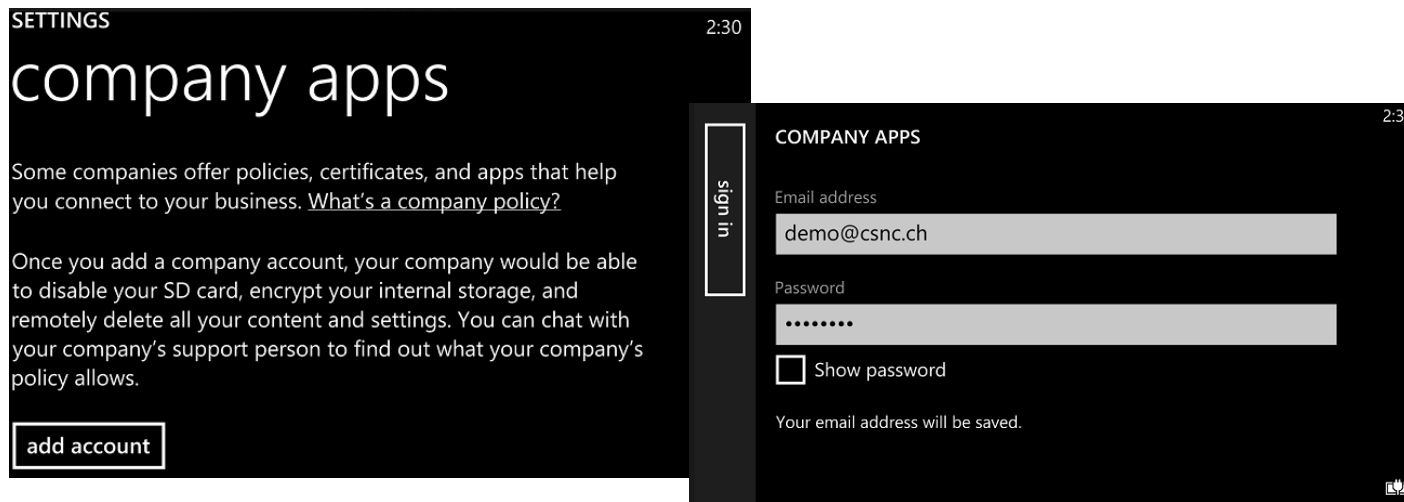 SETTINGS
2:30
company apps
Some companies offer policies, certificates, and apps that help
you connect to your business. What's a company policy?
Once you add a company account, your company would be able
to disable your SD card, encrypt your internal storage, and
remotely delete all your content and settings. You can chat with
your company's support person to find out what your company's
policy allows.
add account
2:3
sign in
COMPANY APPS
Email address
demo@csnc.ch
Password
••••••••
Show password
Your email address will be saved.